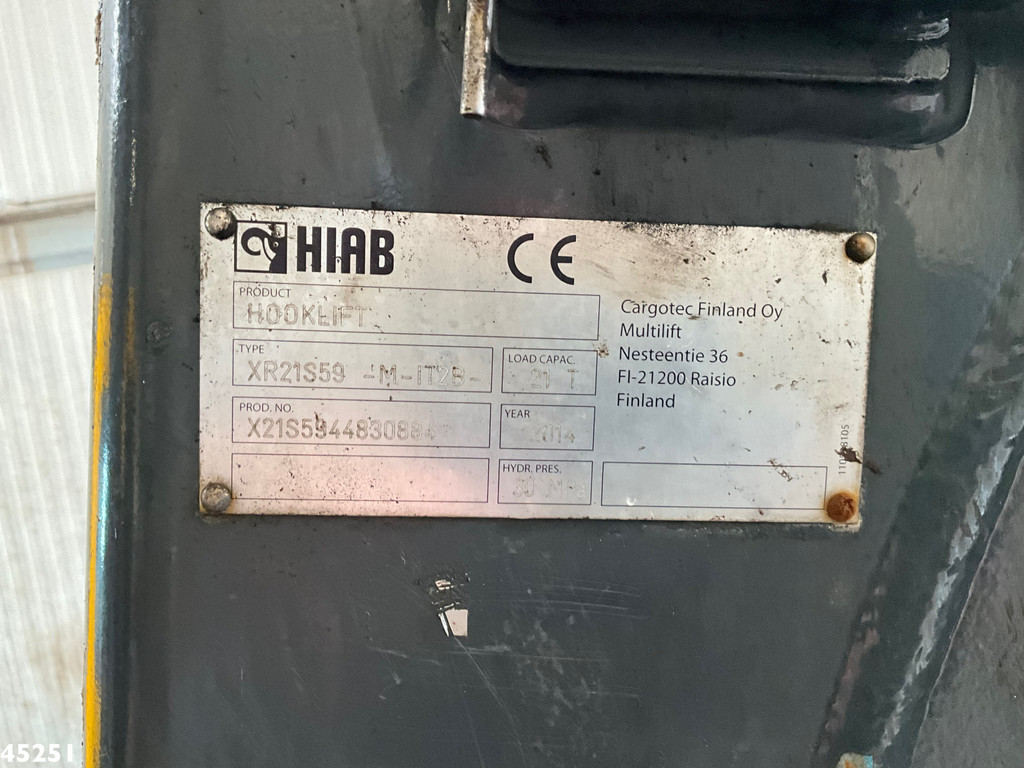 HIAB CE
PRODUCT
HOOKLIFT
TYPE
XR21S59 -M-IT2B-
LOAD CAPAC.
21 T
PROD. NO.
YEAR
2014
HYDR. PRES.
Cargotec Finland Oy
Multilift
Nesteentie 36
FI-21200 Raisio
Finland
45251